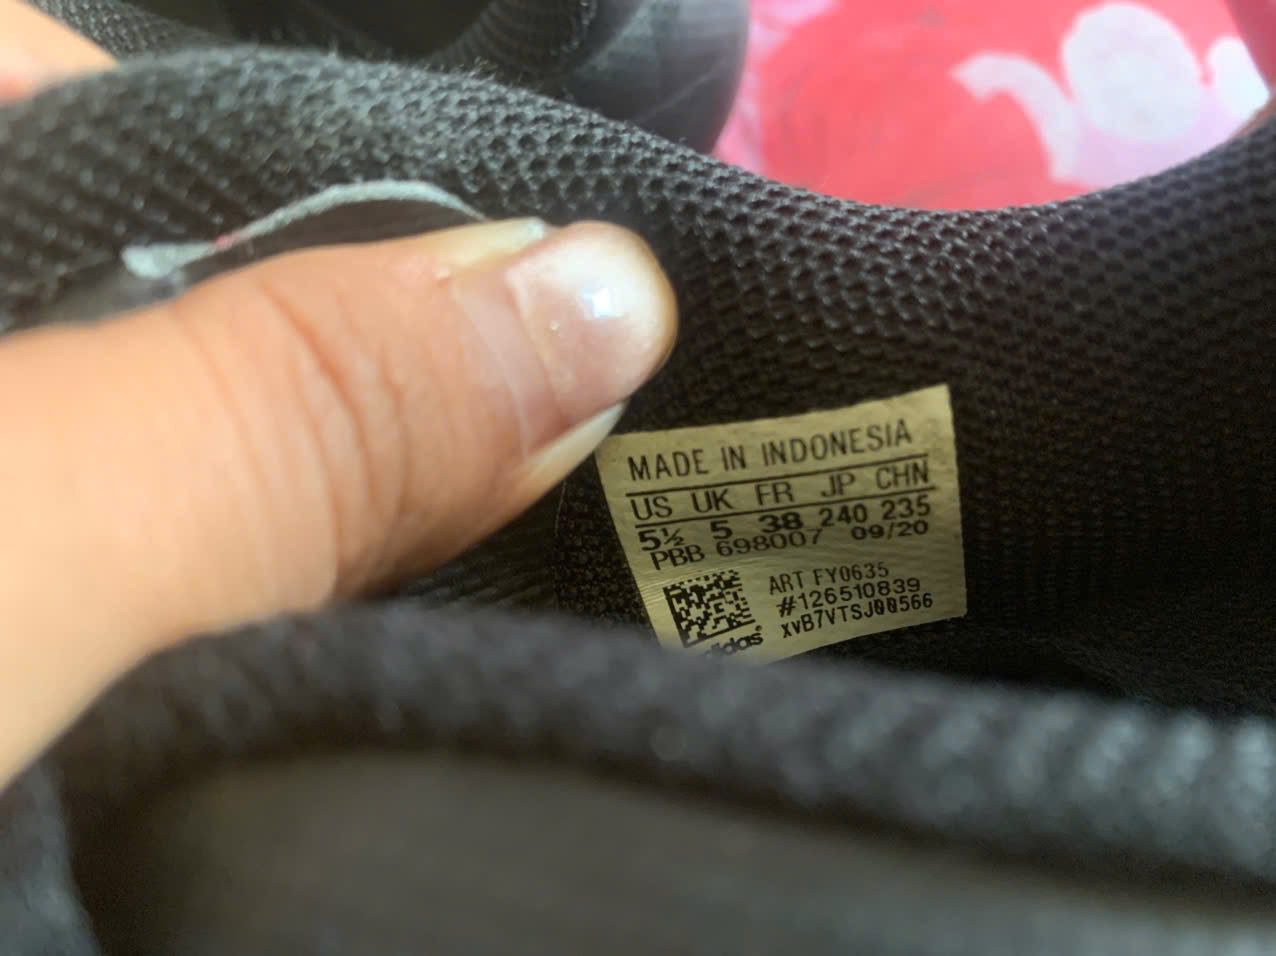 MADE IN INDONESIA
US UK FR JP CHN
5½ 5 38 240 235
PBB 698007 09/20
ART FY0635
#126510839
XVB7VTSJ00566
adidas